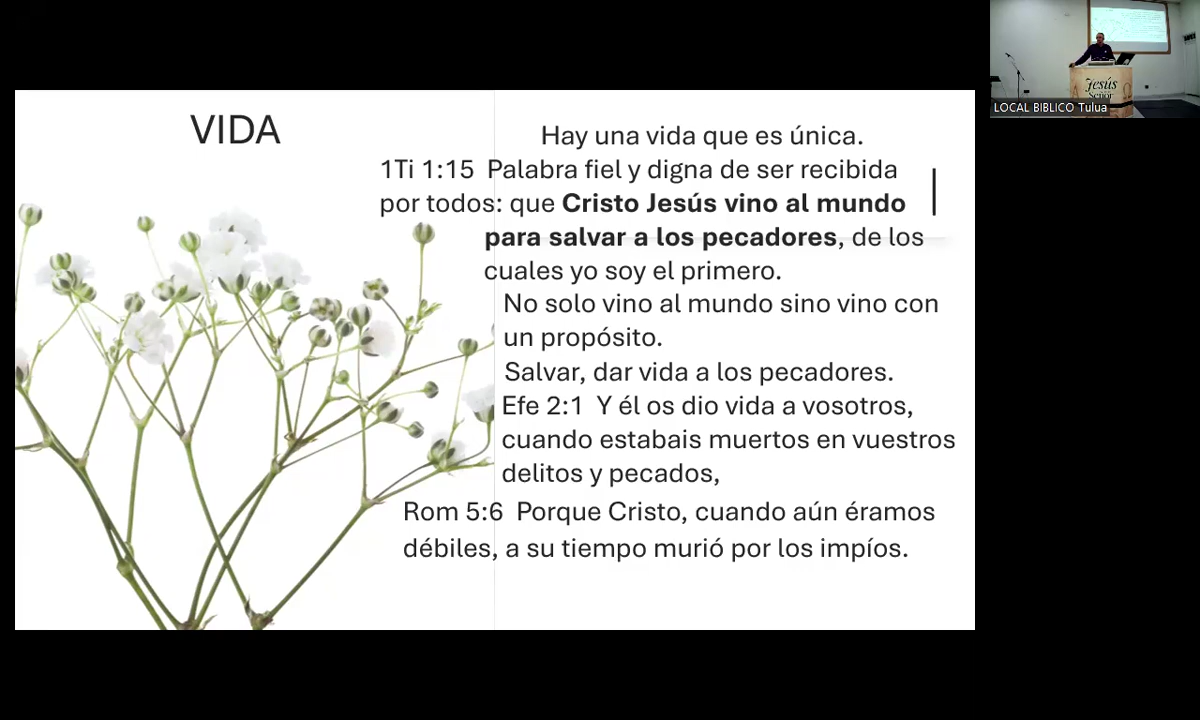 VIDA
Hay una vida que es única.
1Ti 1:15 Palabra fiel y digna de ser recibida
por todos: que Cristo Jesús vino al mundo
para salvar a los pecadores, de los
cuales yo soy el primero.
No solo vino al mundo sino vino con
un propósito.
Salvar, dar vida a los pecadores.
Efe 2:1 Y él os dio vida a vosotros,
cuando estabais muertos en vuestros
delitos y pecados,
Rom 5:6 Porque Cristo, cuando aún éramos
débiles, a su tiempo murió por los impíos.
Jesús
Señor
LOCAL BIBLICO Tulua